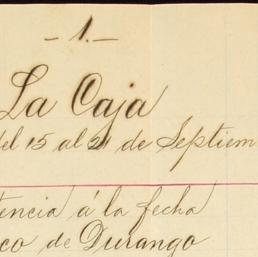 - 1. -
La Caja
del 15 al 21 de Septiem
tencia á la fecha
co de Durango